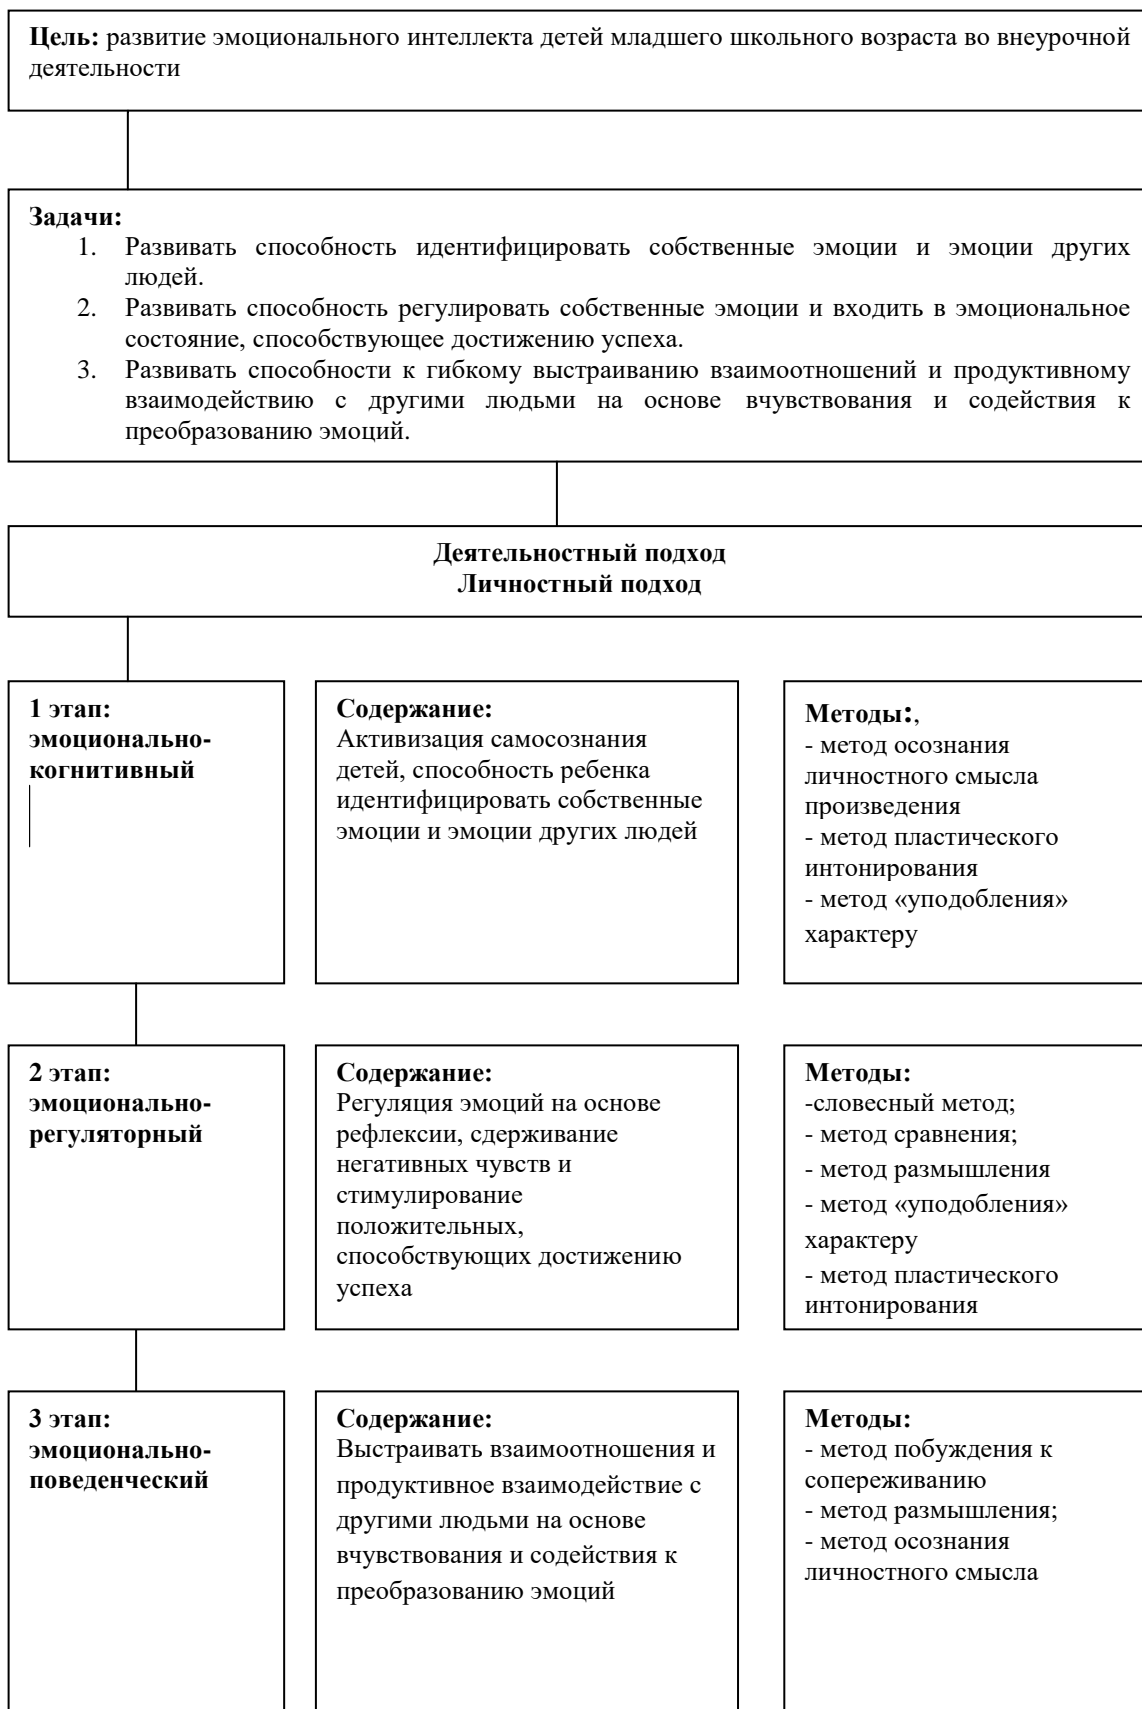 Цель: развитие эмоционального интеллекта детей младшего школьного возраста во внеурочной
деятельности
Задачи:
1. Развивать способность идентифицировать собственные эмоции и эмоции других
людей.
2. Развивать способность регулировать собственные эмоции и входить в эмоциональное
состояние, способствующее достижению успеха.
3. Развивать способности к гибкому выстраиванию взаимоотношений и продуктивному
взаимодействию с другими людьми на основе вчувствования и содействия к
преобразованию эмоций.
Деятельностный подход
Личностный подход
1 этап:
эмоционально-
когнитивный
Содержание:
Активизация самосознания
детей, способность ребенка
идентифицировать собственные
эмоции и эмоции других людей
Методы:,
- метод осознания
личностного смысла
произведения
- метод пластического
интонирования
- метод «уподобления»
характеру
2 этап:
эмоционально-
регуляторный
Содержание:
Регуляция эмоций на основе
рефлексии, сдерживание
негативных чувств и
стимулирование
положительных,
способствующих достижению
успеха
Методы:
-словесный метод;
- метод сравнения;
- метод размышления
- метод «уподобления»
характеру
- метод пластического
интонирования
3 этап:
эмоционально-
поведенческий
Содержание:
Выстраивать взаимоотношения и
продуктивное взаимодействие с
другими людьми на основе
вчувствования и содействия к
преобразованию эмоций
Методы:
- метод побуждения к
сопереживанию
- метод размышления;
- метод осознания
личностного смысла